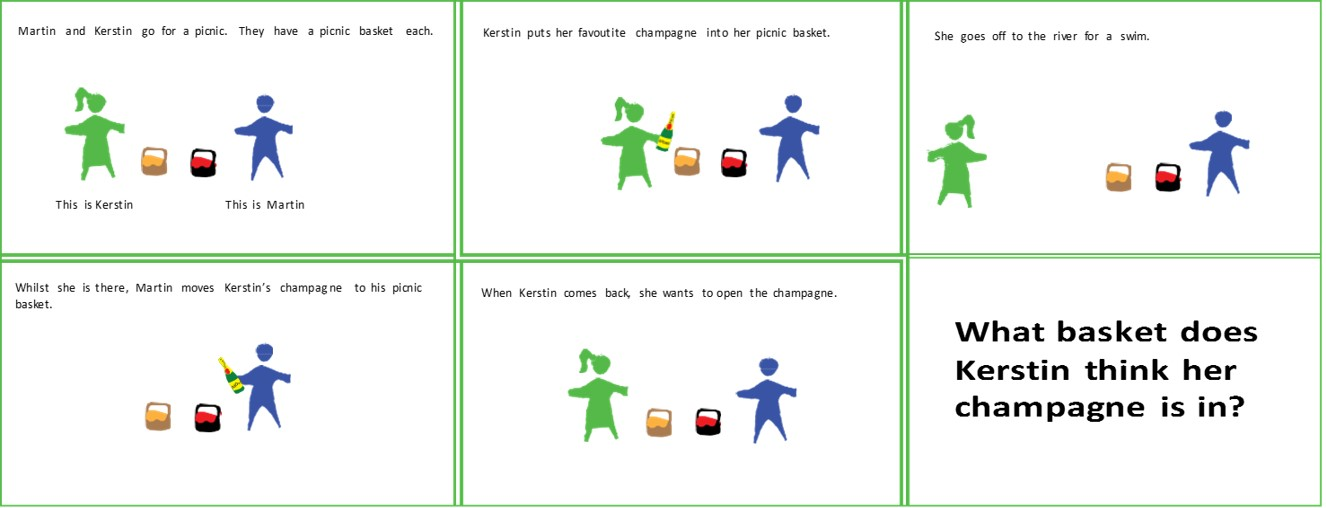 Martin and Kerstin go for a picnic. They have a picnic basket each.
This is Kerstin
This is Martin
Kerstin puts her favoutite champagne into her picnic basket.
She goes off to the river for a swim.
Whilst she is there, Martin moves Kerstin's champagne to his picnic
basket.
When Kerstin comes back, she wants to open the champagne.
What basket does
Kerstin think her
champagne is in?